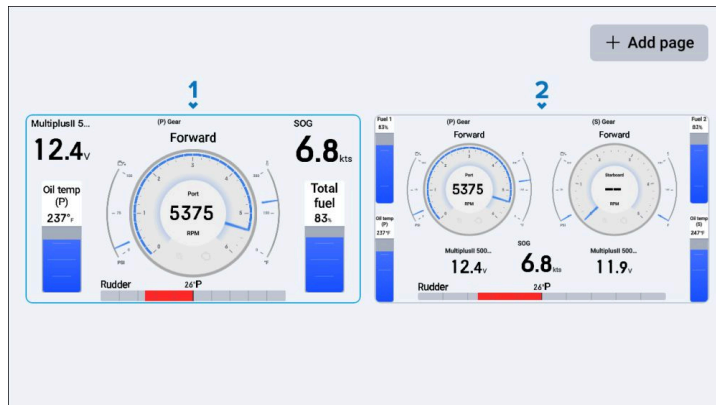 + Add page
1
MultiplusII 5...
12.4v
(P) Gear
Forward
SOG
6.8kts
Oil temp
(P)
237°F
Port
5375
RPM
Total
fuel
83%
Rudder
26°P
2
Fuel 1
83%
(P) Gear
Forward
(S) Gear
Forward
Fuel 2
83%
Port
5375
RPM
Starboard
--
RPM
Oil temp
(P)
237°F
MultiplusII 500...
12.4v
SOG
6.8kts
MultiplusII 500...
11.9v
Oil temp
(S)
247°F
Rudder
26°P